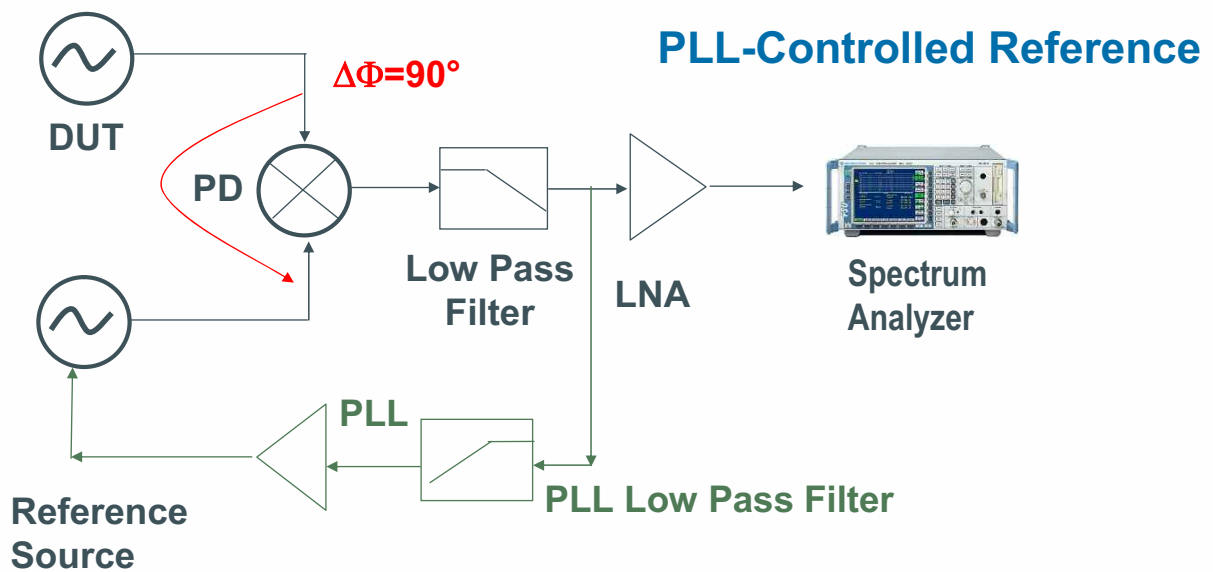 PLL-Controlled Reference
ΔΦ=90°
DUT
PD
Low Pass
Filter
LNA
Spectrum
Analyzer
PLL
PLL Low Pass Filter
Reference
Source